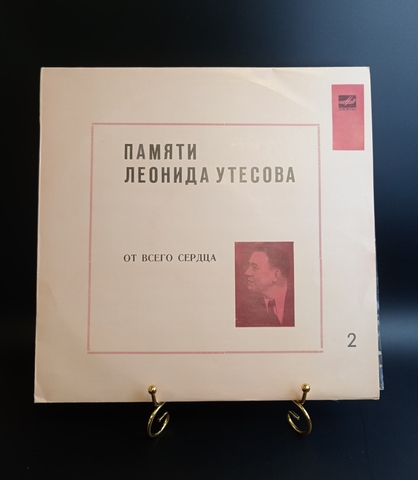 ПАМЯТИ
ЛЕОНИДА УТЕСОВА
ОТ ВСЕГО СЕРДЦА
2